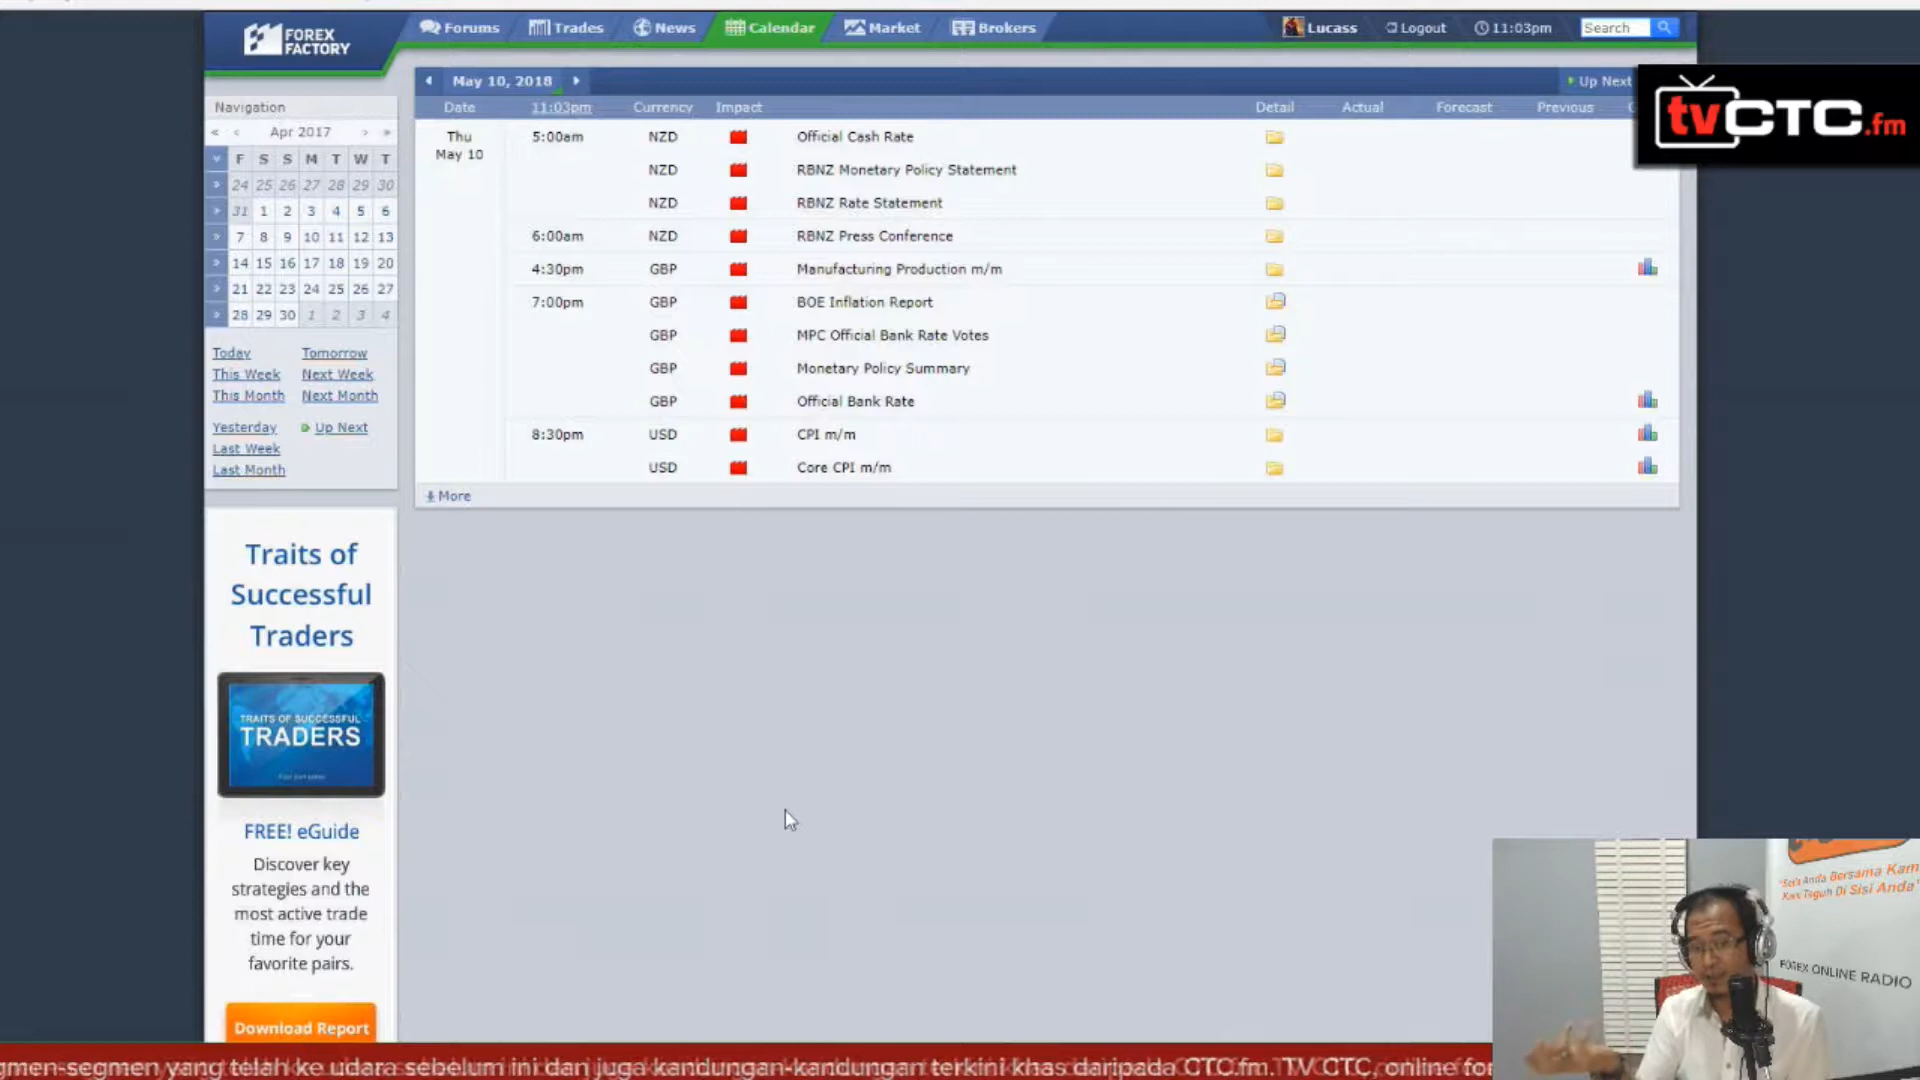 FOREX
FACTORY
Forums
Trades
News
Calendar
Market
Brokers
Lucass
Logout
11:03pm
Search
tvCTC.fm
Navigation
« ‹ Apr 2017 › »
F S S M T W T
24 25 26 27 28 29 30
31 1 2 3 4 5 6
7 8 9 10 11 12 13
14 15 16 17 18 19 20
21 22 23 24 25 26 27
28 29 30 1 2 3 4
Today Tomorrow
This Week Next Week
This Month Next Month
Yesterday Up Next
Last Week
Last Month
May 10, 2018
Up Next
Date 11:03pm Currency Impact Detail Actual Forecast Previous
Thu
May 10
5:00am NZD Official Cash Rate
NZD RBNZ Monetary Policy Statement
NZD RBNZ Rate Statement
6:00am NZD RBNZ Press Conference
4:30pm GBP Manufacturing Production m/m
7:00pm GBP BOE Inflation Report
GBP MPC Official Bank Rate Votes
GBP Monetary Policy Summary
GBP Official Bank Rate
8:30pm USD CPI m/m
USD Core CPI m/m
More
Traits of
Successful
Traders
TRAITS OF SUCCESSFUL
TRADERS
FREE! eGuide
Discover key
strategies and the
most active trade
time for your
favorite pairs.
Download Report
Anda Bersama Kam
Teguh Di Sisi Anda"
FOREX ONLINE RADIO
gmen-segmen yang telah ke udara sebelum ini dan juga kandungan-kandungan terkini khas daripada CTC.fm. TV CTC, online for